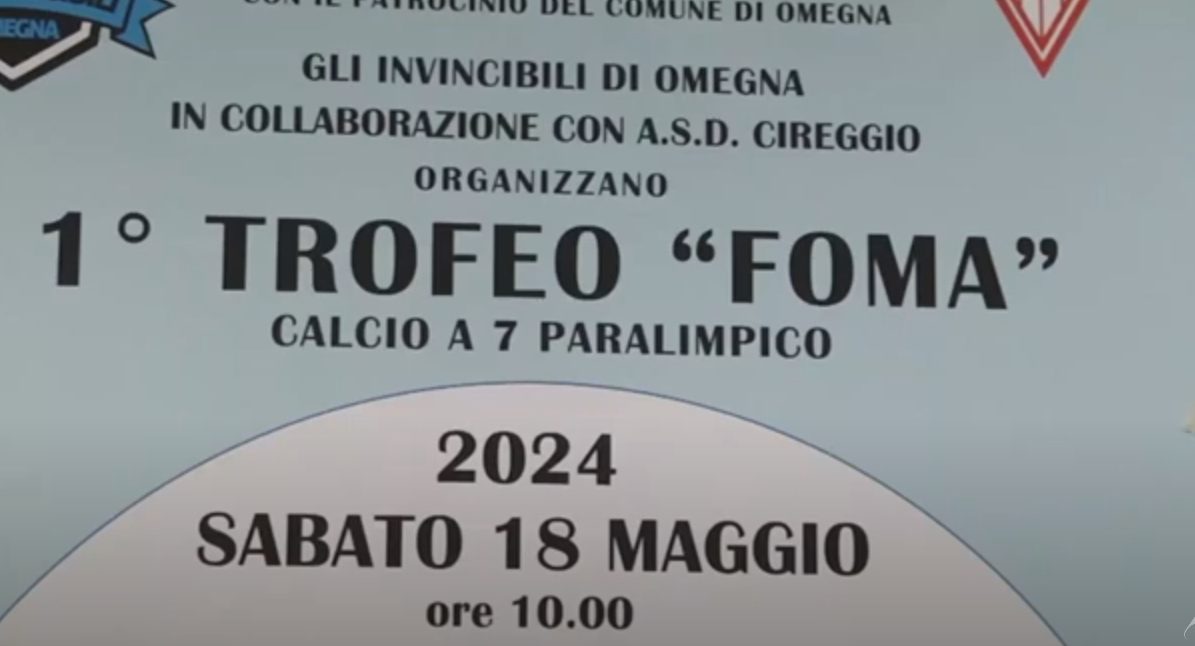 CON IL PATROCINIO DEL COMUNE DI OMEGNA
GLI INVINCIBILI DI OMEGNA
IN COLLABORAZIONE CON A.S.D. CIREGGIO
ORGANIZZANO
1° TROFEO “FOMA”
CALCIO A 7 PARALIMPICO
2024
SABATO 18 MAGGIO
ore 10.00